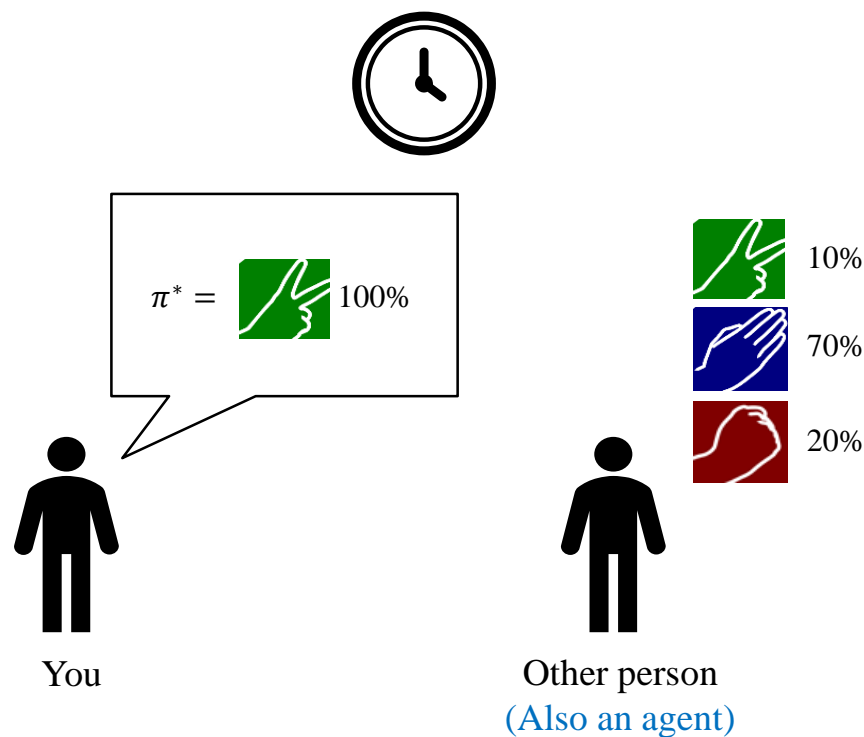 10%
π* = 100%
70%
20%
You
Other person
(Also an agent)